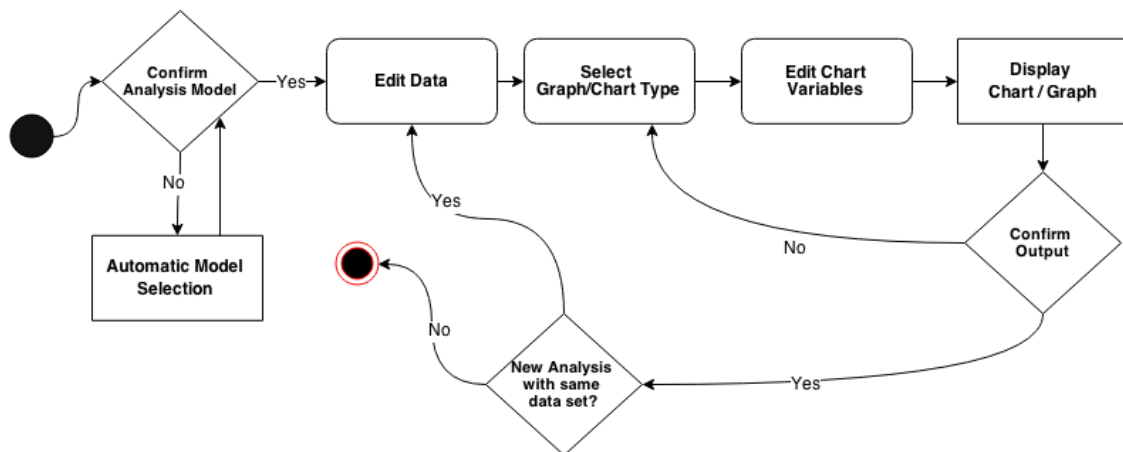 Confirm
Analysis Model
Yes
Edit Data
Select
Graph/Chart Type
Edit Chart
Variables
Display
Chart / Graph
No
Automatic Model
Selection
Yes
No
Confirm
Output
No
New Analysis
with same
data set?
Yes